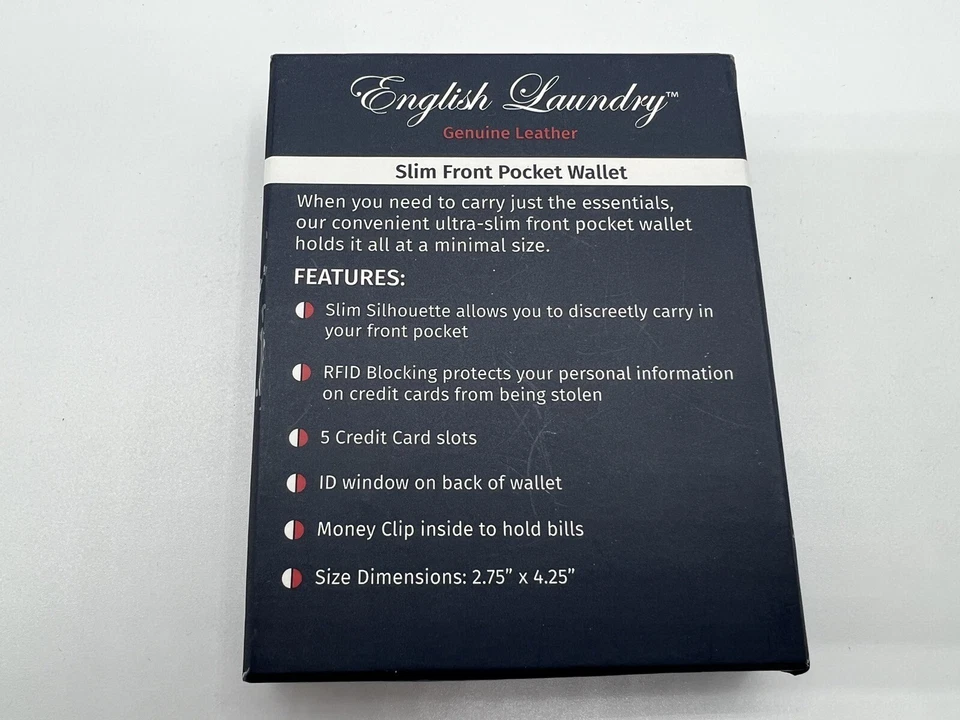 English Laundry™
Genuine Leather
Slim Front Pocket Wallet
When you need to carry just the essentials,
our convenient ultra-slim front pocket wallet
holds it all at a minimal size.
FEATURES:
Slim Silhouette allows you to discreetly carry in
your front pocket
RFID Blocking protects your personal information
on credit cards from being stolen
5 Credit Card slots
ID window on back of wallet
Money Clip inside to hold bills
Size Dimensions: 2.75” x 4.25”